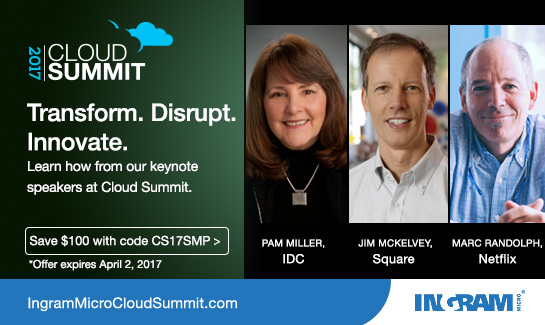 2017
CLOUD
SUMMIT
Transform. Disrupt.
Innovate.
Learn how from our keynote
speakers at Cloud Summit.
Save $100 with code CS17SMP >
*Offer expires April 2, 2017
PAM MILLER,
IDC
JIM MCKELVEY,
Square
MARC RANDOLPH,
Netflix
IngramMicroCloudSummit.com
INGRAM
MICRO
®